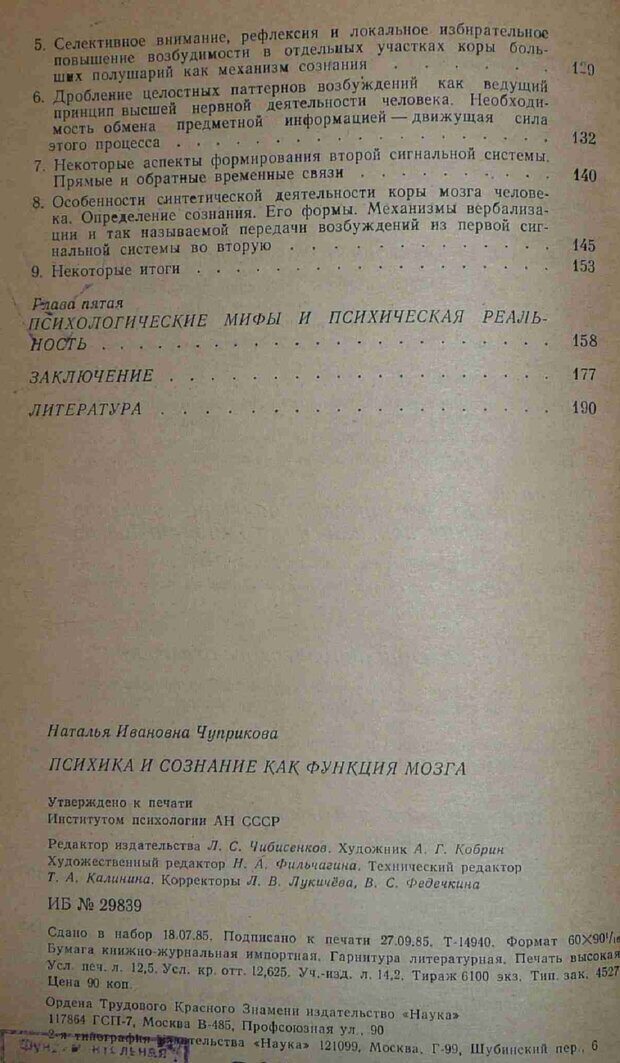 5. Селективное внимание, рефлексия и локальное избирательное
повышение возбудимости в отдельных участках коры боль-
ших полушарий как механизм сознания . . . . . . 129
6. Дробление целостных паттернов возбуждений как ведущий
принцип высшей нервной деятельности человека. Необходи-
мость обмена предметной информацией — движущая сила
этого процесса . . . . . . . . . . . . . . . . 132
7. Некоторые аспекты формирования второй сигнальной системы.
Прямые и обратные временные связи . . . . . . . . 140
8. Особенности синтетической деятельности коры мозга челове-
ка. Определение сознания. Его формы. Механизмы вербализа-
ции и так называемой передачи возбуждений из первой сиг-
нальной системы во вторую . . . . . . . . . . . . 145
9. Некоторые итоги . . . . . . . . . . . . . . . 153
Глава пятая
ПСИХОЛОГИЧЕСКИЕ МИФЫ И ПСИХИЧЕСКАЯ РЕАЛЬ-
НОСТЬ . . . . . . . . . . . . . . . . . . . 158
ЗАКЛЮЧЕНИЕ . . . . . . . . . . . . . . . . 177
ЛИТЕРАТУРА . . . . . . . . . . . . . . . . . 190
Наталья Ивановна Чуприкова
ПСИХИКА И СОЗНАНИЕ КАК ФУНКЦИЯ МОЗГА
Утверждено к печати
Институтом психологии АН СССР
Редактор издательства Л. С. Чибисенков. Художник А. Г. Кобрин
Художественный редактор Н. А. Фильчагина. Технический редактор
Т. А. Калинина. Корректоры Л. В. Лукичёва, В. С. Федечкина
ИБ № 29839
Сдано в набор 18.07.85. Подписано к печати 27.09.85. Т-14940. Формат 60×90¹/₁₆
Бумага книжно-журнальная импортная. Гарнитура литературная. Печать высокая
Усл. печ. л. 12,5. Усл. кр. отт. 12,625. Уч.-изд. л. 14,2. Тираж 6100 экз. Тип. зак. 4527
Цена 90 коп.
Ордена Трудового Красного Знамени издательство «Наука»
117864 ГСП-7, Москва В-485, Профсоюзная ул., 90
2-я типография издательства «Наука» 121099, Москва, Г-99, Шубинский пер., 6